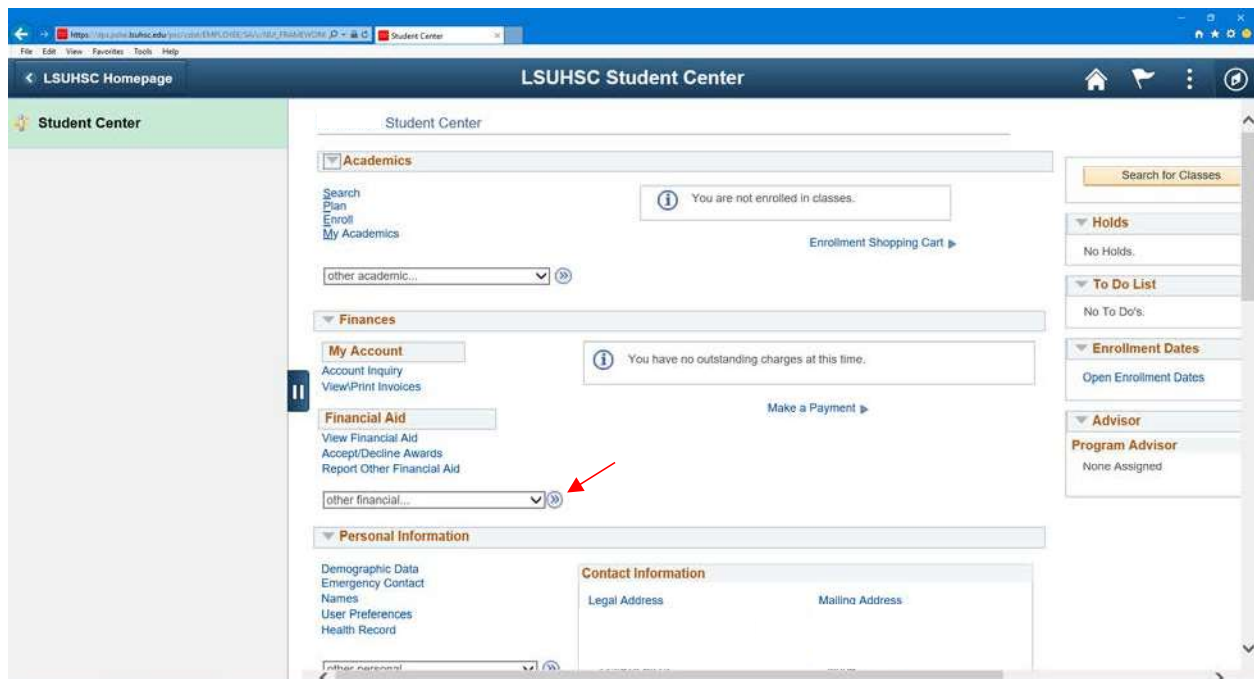 Student Center
File Edit View Favorites Tools Help
LSUHSC Homepage
LSUHSC Student Center
Student Center
Student Center
Academics
Search
Plan
Enroll
My Academics
You are not enrolled in classes.
Enrollment Shopping Cart
other academic...
Finances
My Account
Account Inquiry
View\Print Invoices
You have no outstanding charges at this time.
Make a Payment
Financial Aid
View Financial Aid
Accept/Decline Awards
Report Other Financial Aid
other financial...
Personal Information
Demographic Data
Emergency Contact
Names
User Preferences
Health Record
other personal
Contact Information
Legal Address
Mailing Address
Search for Classes
Holds
No Holds.
To Do List
No To Do's.
Enrollment Dates
Open Enrollment Dates
Advisor
Program Advisor
None Assigned